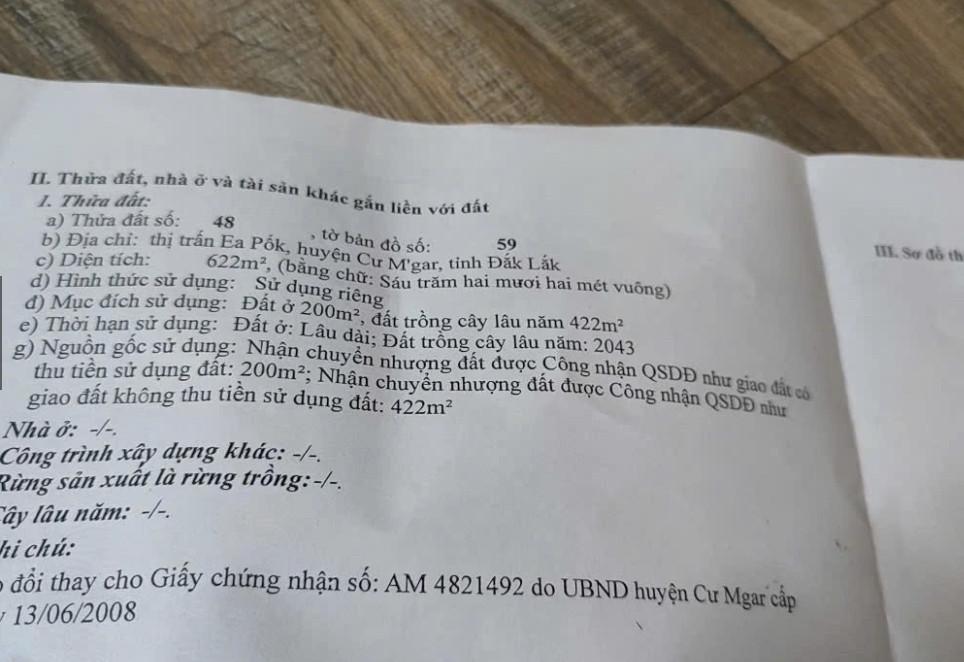 II. Thửa đất, nhà ở và tài sản khác gắn liền với đất
1. Thửa đất:
a) Thửa đất số: 48 , tờ bản đồ số: 59
b) Địa chỉ: thị trấn Ea Pốk, huyện Cư M'gar, tỉnh Đắk Lắk
c) Diện tích: 622m², (bằng chữ: Sáu trăm hai mươi hai mét vuông)
d) Hình thức sử dụng: Sử dụng riêng
đ) Mục đích sử dụng: Đất ở 200m², đất trồng cây lâu năm 422m²
e) Thời hạn sử dụng: Đất ở: Lâu dài; Đất trồng cây lâu năm: 2043
g) Nguồn gốc sử dụng: Nhận chuyển nhượng đất được Công nhận QSDĐ như giao đất có
thu tiền sử dụng đất: 200m²; Nhận chuyển nhượng đất được Công nhận QSDĐ như
giao đất không thu tiền sử dụng đất: 422m²
Nhà ở: -/-.
Công trình xây dựng khác: -/-.
Rừng sản xuất là rừng trồng: -/-.
Cây lâu năm: -/-.
hi chú:
đổi thay cho Giấy chứng nhận số: AM 4821492 do UBND huyện Cư Mgar cấp
13/06/2008
III. Sơ đồ th